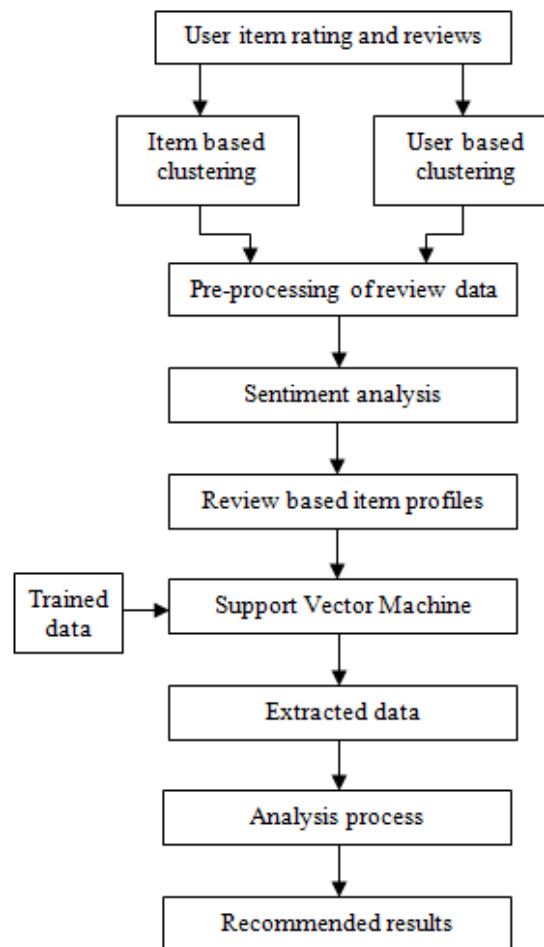 User item rating and reviews
Item based
clustering
User based
clustering
Pre-processing of review data
Sentiment analysis
Review based item profiles
Trained
data
Support Vector Machine
Extracted data
Analysis process
Recommended results